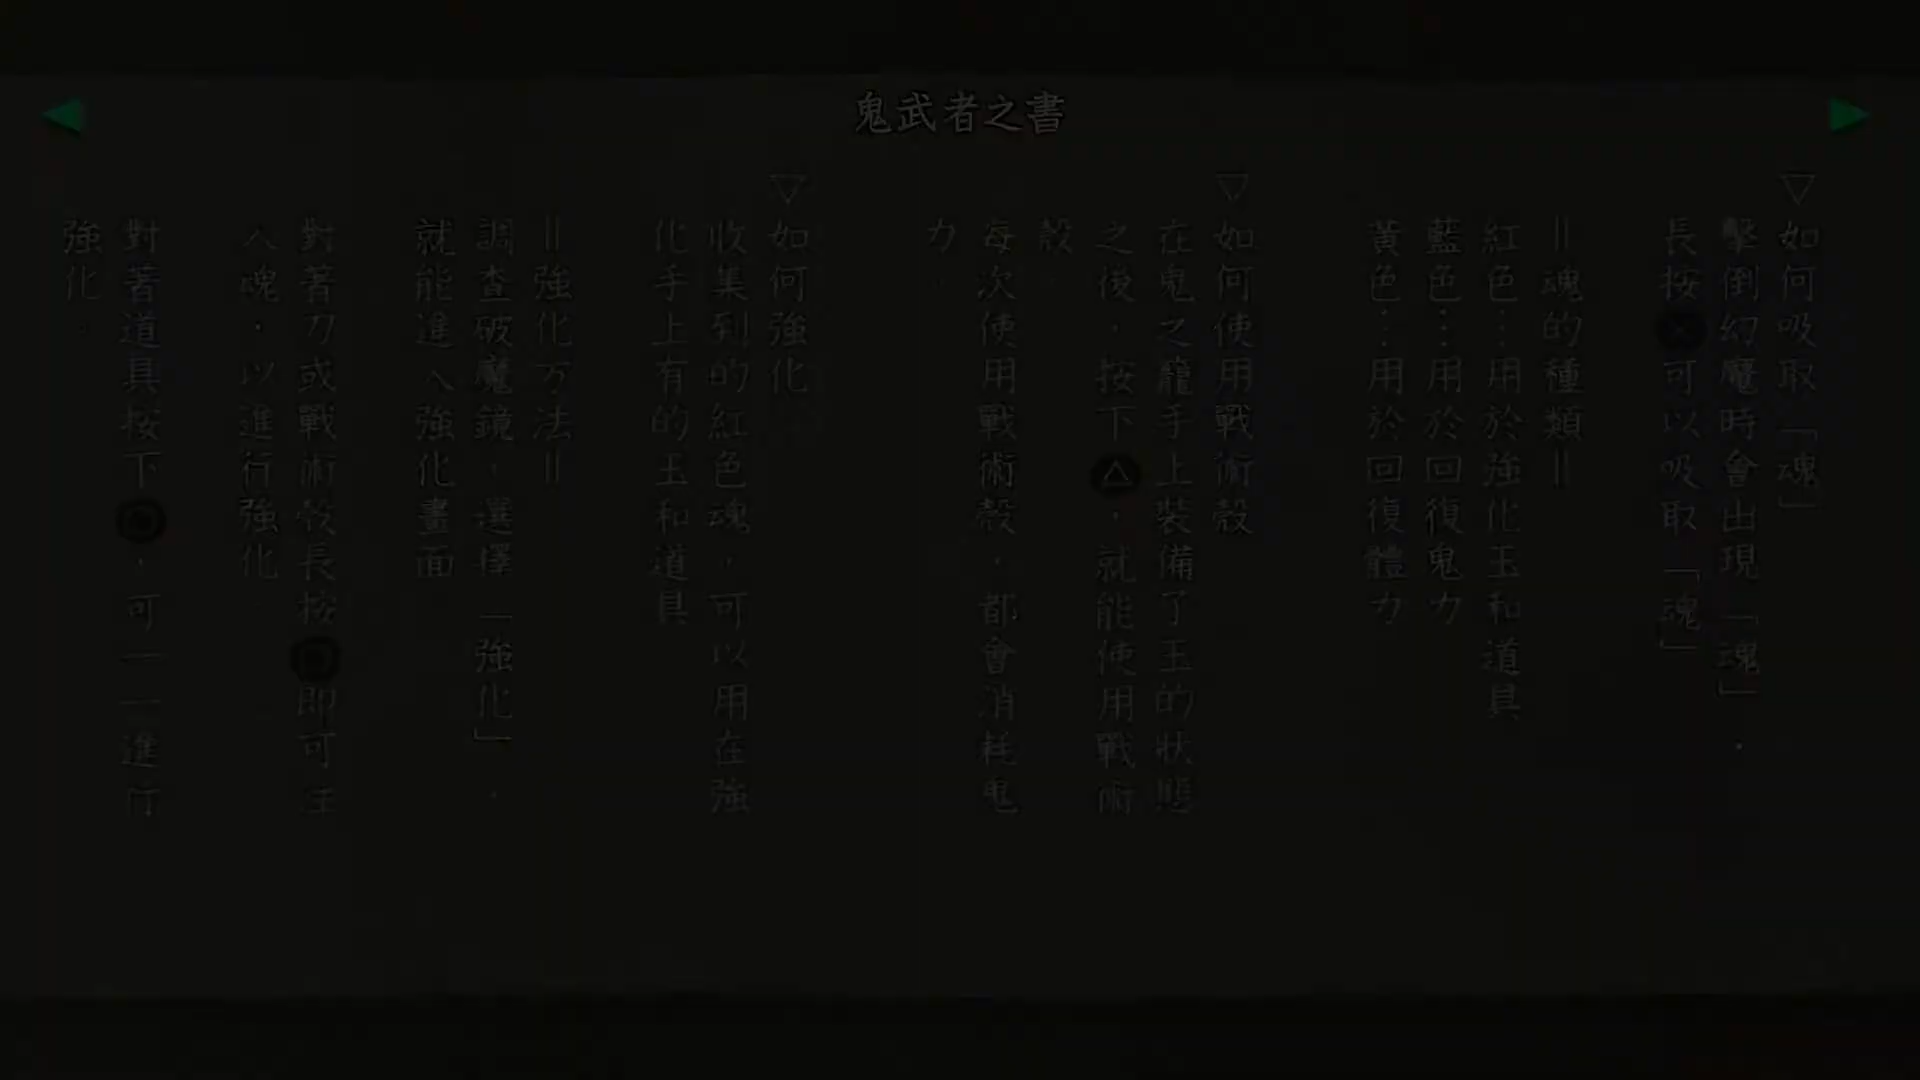 鬼武者之書
▽如何吸取「魂」
擊倒幻魔時會出現「魂」．
長按可以吸取「魂」
＝魂的種類＝
紅色…用於強化玉和道具
藍色…用於回復鬼力
黃色…用於回復體力
▽如何使用戰術殼
在鬼之籠手上裝備了玉的狀態
之後，按下△，就能使用戰術
殼
每次使用戰術殼，都會消耗鬼
力．
▽如何強化
收集到的紅色魂，可以用在強
化手上有的玉和道具
＝強化方法＝
調查破魔鏡，選擇「強化」．
就能進入強化畫面
對著刀或戰術殼長按即可注
入魂，以進行強化
對著道具按下，可一一進行
強化．